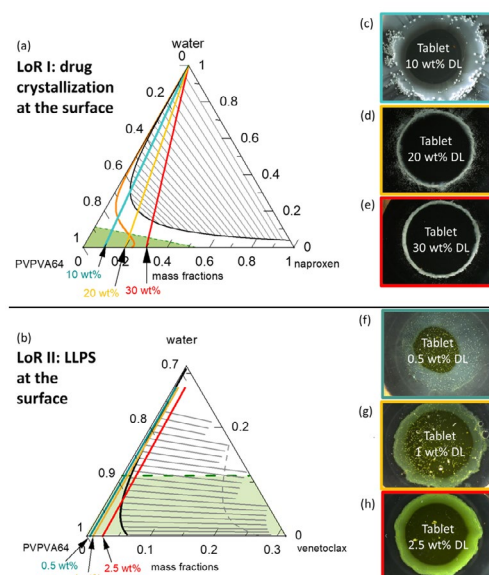 (a)
LoR I: drug
crystallization
at the surface
water
0
1
0.2
0.8
0.4
0.6
0.6
0.4
0.8
0.2
1
0
PVPVA64
0
0.2
0.4
0.6
0.8
1
naproxen
mass fractions
10 wt%
20 wt%
30 wt%
(c)
Tablet
10 wt% DL
(d)
Tablet
20 wt% DL
(e)
Tablet
30 wt% DL
(b)
LoR II: LLPS
at the
surface
water
0.7
0.8
0.2
0.9
1
0
PVPVA64
0
0.1
0.2
0.3
venetoclax
mass fractions
0.5 wt%
2.5 wt%
(f)
Tablet
0.5 wt% DL
(g)
Tablet
1 wt% DL
(h)
Tablet
2.5 wt% DL